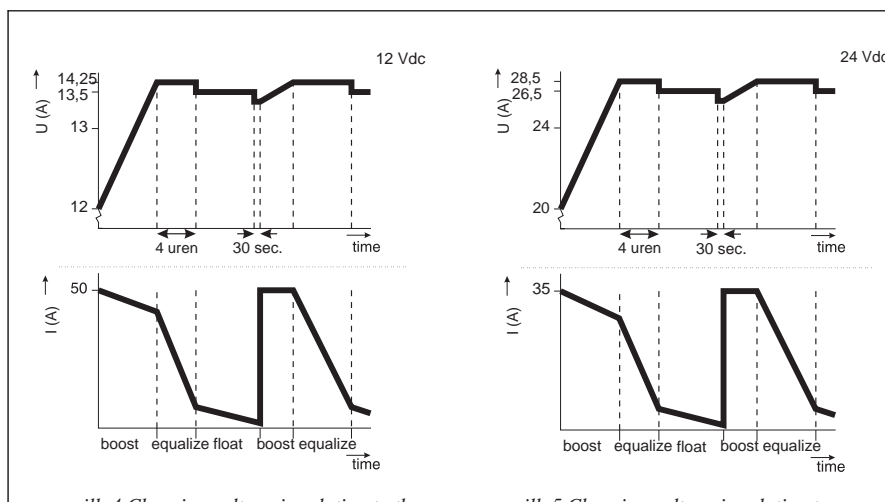 12 Vdc
14,25
13,5
13
12
U (A)
4 uren
30 sec.
time
50
I (A)
boost equalize float boost equalize
time
24 Vdc
28,5
26,5
24
20
U (A)
4 uren
30 sec.
time
35
I (A)
boost equalize float boost equalize
time